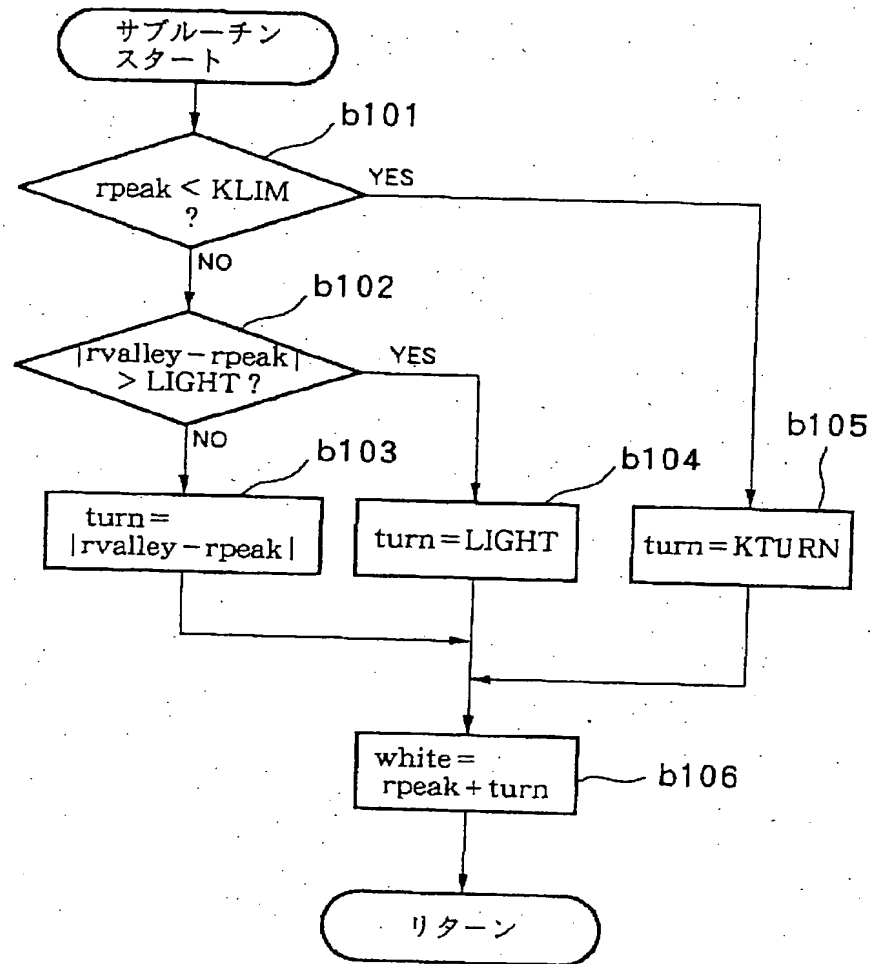 サブルーチン
スタート
b101
rpeak < KLIM
?
YES
NO
b102
|rvalley−rpeak|
> LIGHT ?
YES
NO
b103
turn=
|rvalley−rpeak|
b104
turn=LIGHT
b105
turn=KTURN
white=
rpeak+turn
b106
リターン